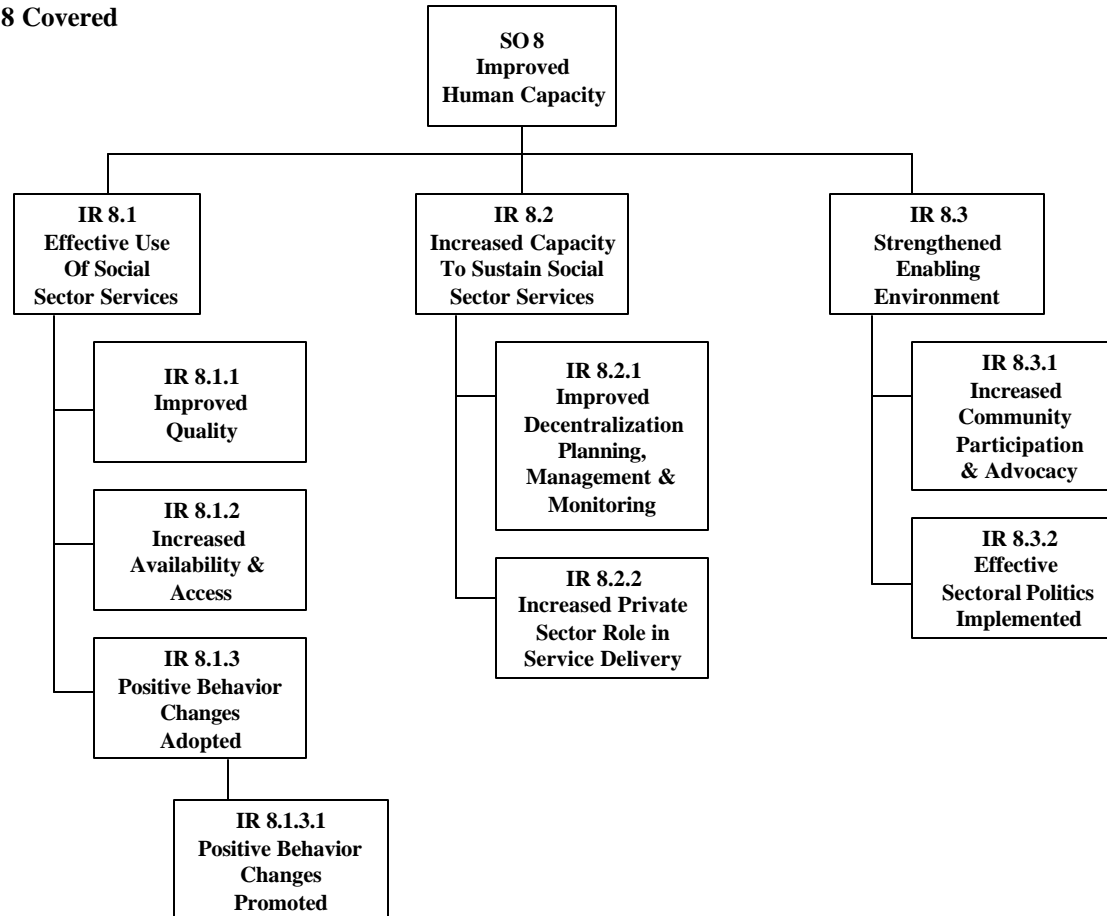 8 Covered
SO 8
Improved
Human Capacity
IR 8.1
Effective Use
Of Social
Sector Services
IR 8.2
Increased Capacity
To Sustain Social
Sector Services
IR 8.3
Strengthened
Enabling
Environment
IR 8.1.1
Improved
Quality
IR 8.1.2
Increased
Availability &
Access
IR 8.1.3
Positive Behavior
Changes
Adopted
IR 8.1.3.1
Positive Behavior
Changes
Promoted
IR 8.2.1
Improved
Decentralization
Planning,
Management &
Monitoring
IR 8.2.2
Increased Private
Sector Role in
Service Delivery
IR 8.3.1
Increased
Community
Participation
& Advocacy
IR 8.3.2
Effective
Sectoral Politics
Implemented